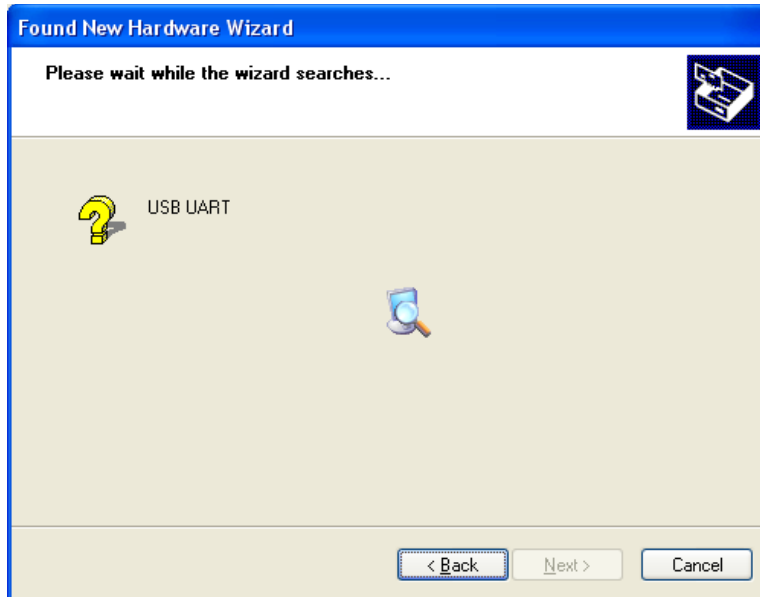 Found New Hardware Wizard
Please wait while the wizard searches...
USB UART
< Back
Next >
Cancel